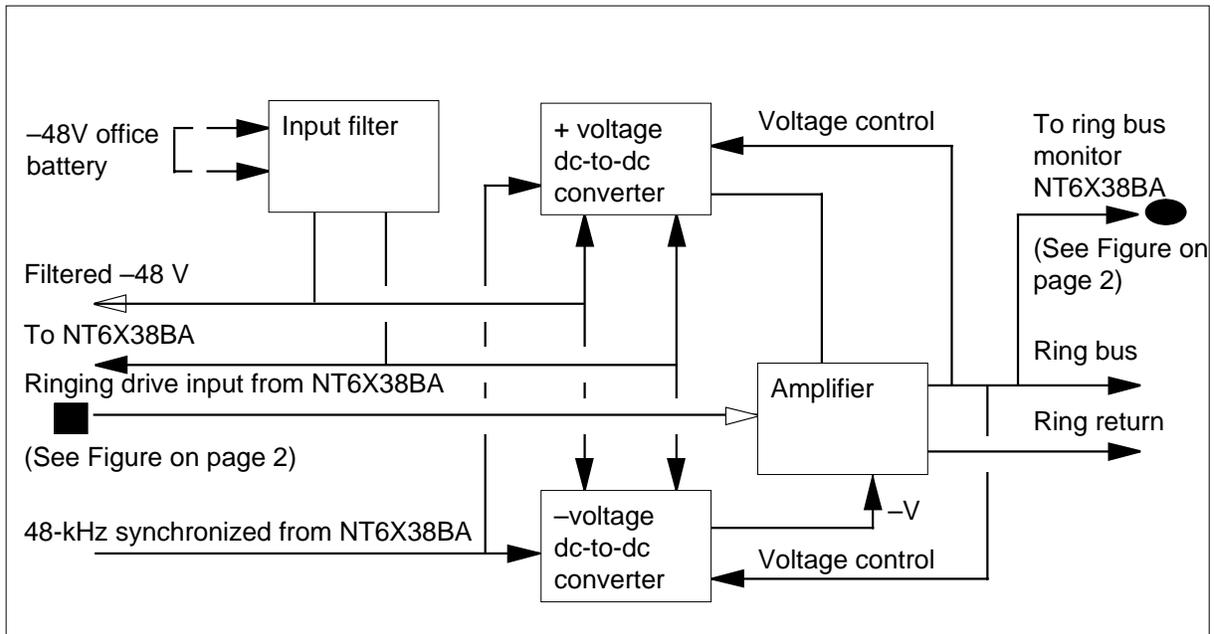 –48V office
battery
Input filter
+ voltage
dc-to-dc
converter
Voltage control
To ring bus
monitor
NT6X38BA
(See Figure on
page 2)
Filtered –48 V
To NT6X38BA
Ringing drive input from NT6X38BA
(See Figure on page 2)
Amplifier
Ring bus
Ring return
48-kHz synchronized from NT6X38BA
–voltage
dc-to-dc
converter
–V
Voltage control